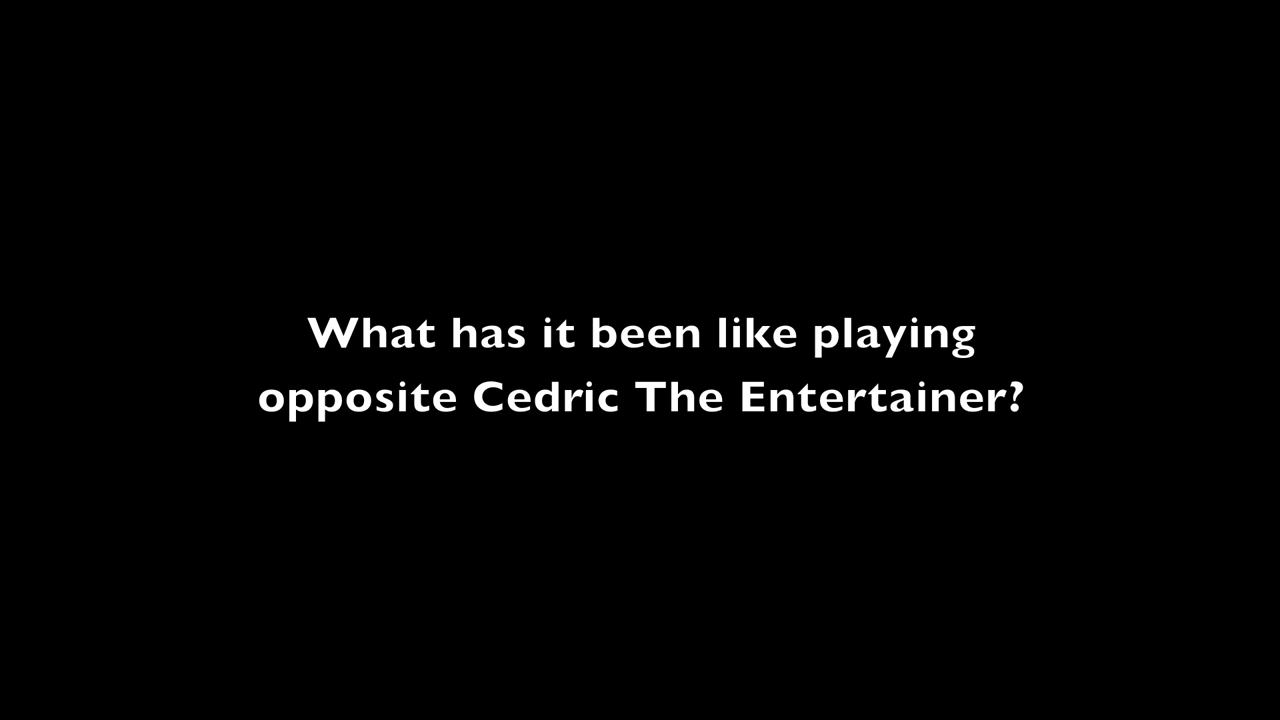 What has it been like playing
opposite Cedric The Entertainer?